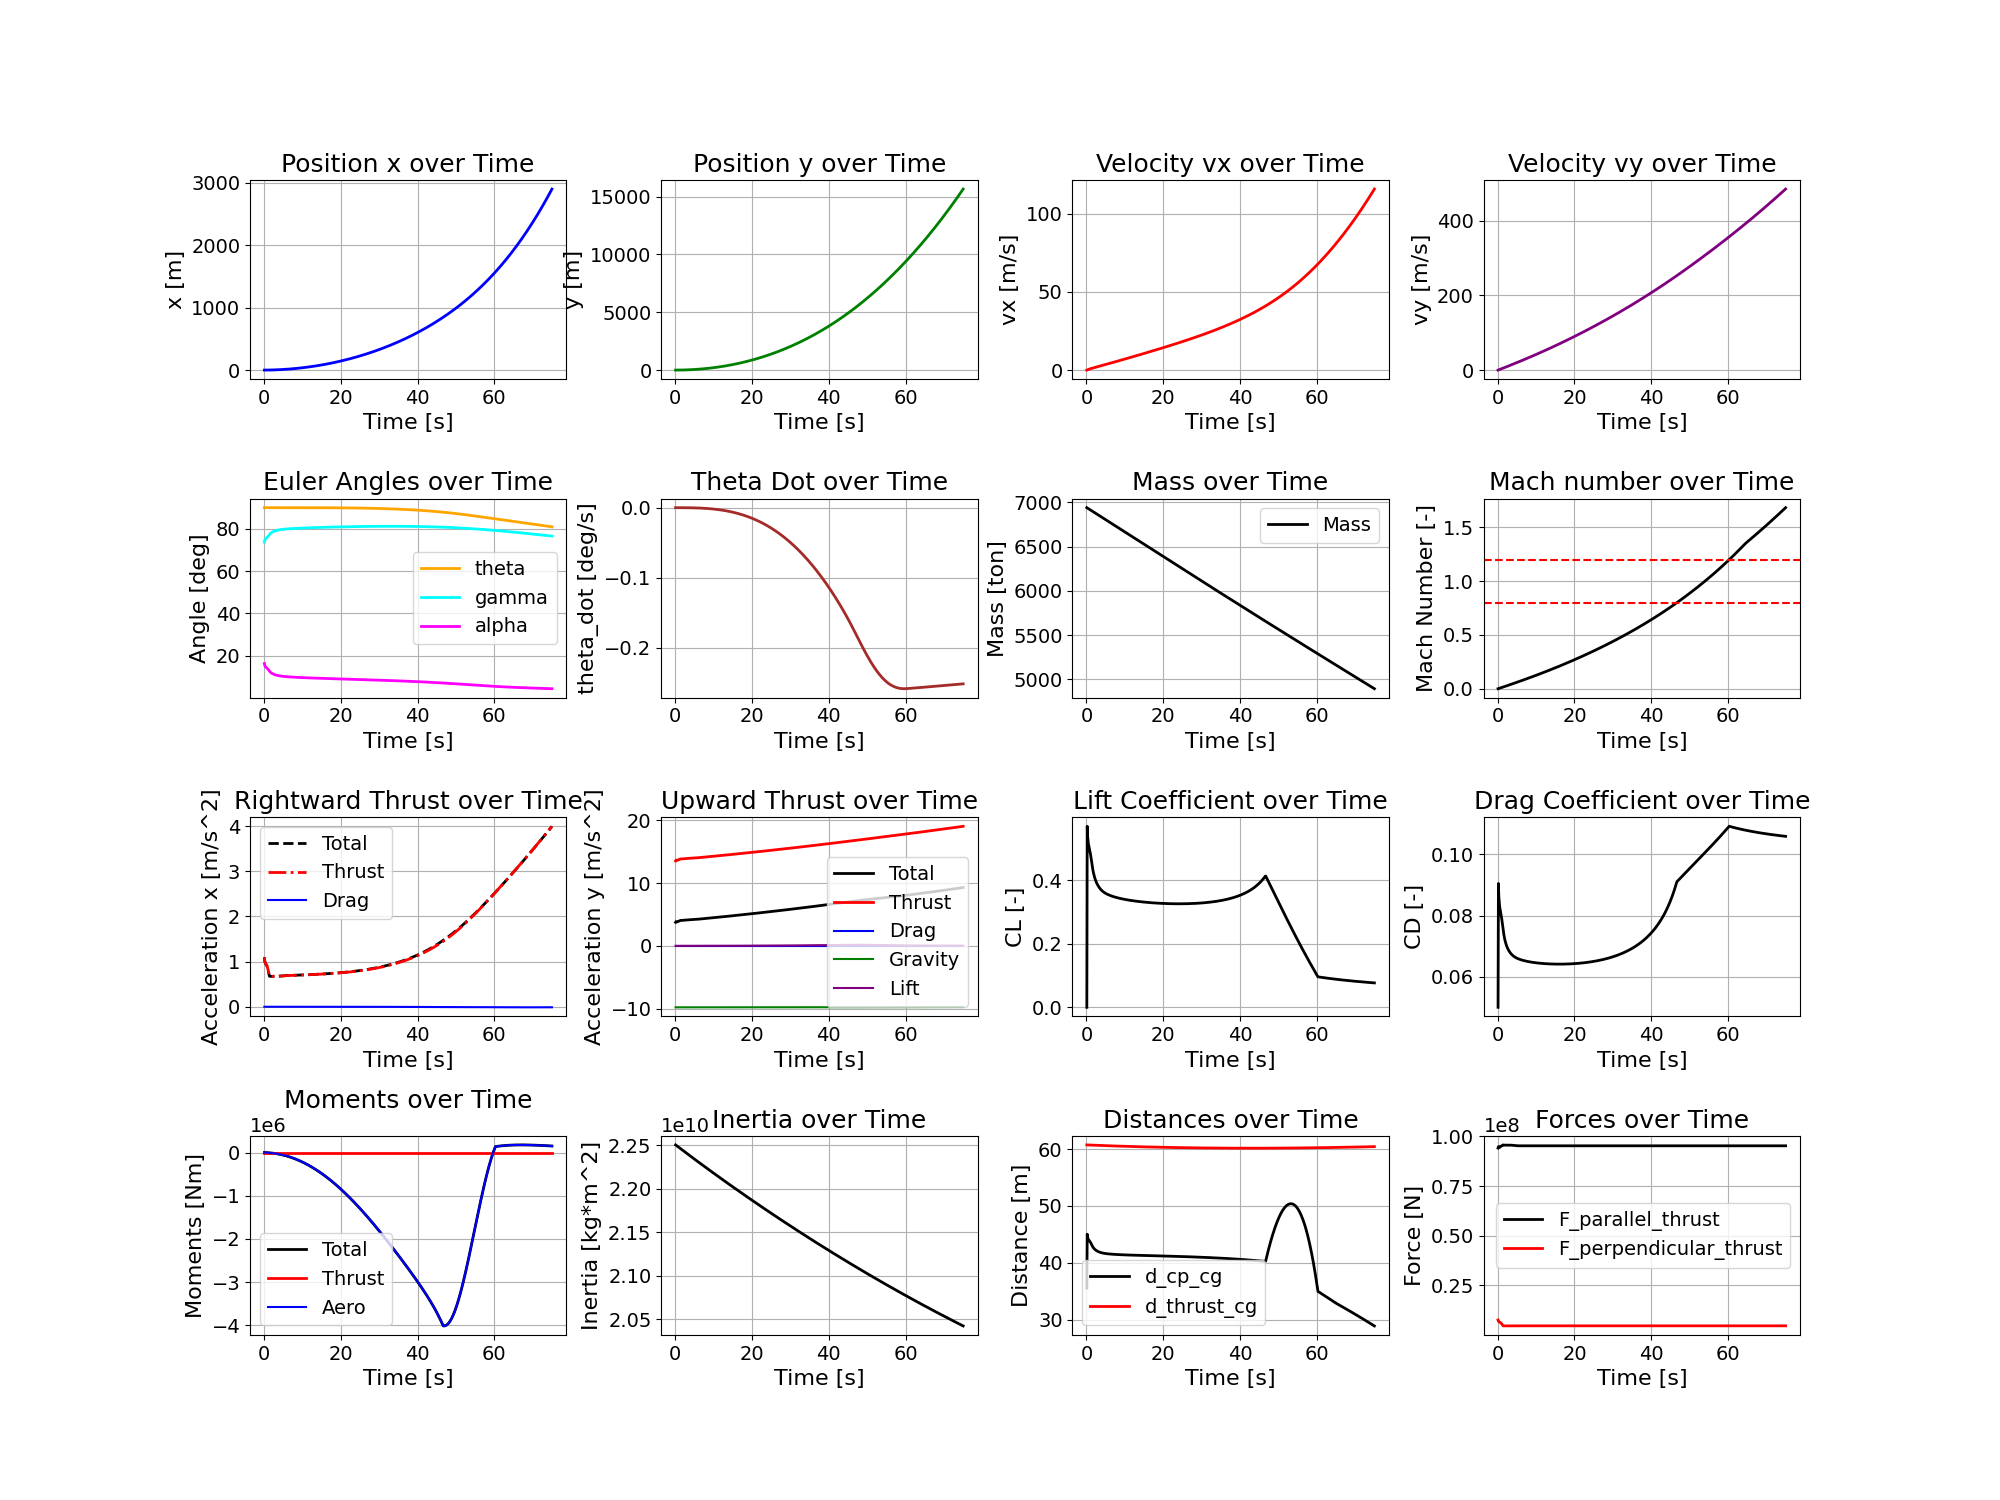 Position x over Time
3000
2000
1000
0
x [m]
0 20 40 60
Time [s]
Position y over Time
15000
10000
5000
0
y [m]
0 20 40 60
Time [s]
Velocity vx over Time
100
50
0
vx [m/s]
0 20 40 60
Time [s]
Velocity vy over Time
400
200
0
vy [m/s]
0 20 40 60
Time [s]
Euler Angles over Time
80
60
40
20
Angle [deg]
theta
gamma
alpha
0 20 40 60
Time [s]
Theta Dot over Time
0.0
−0.1
−0.2
theta_dot [deg/s]
0 20 40 60
Time [s]
Mass over Time
7000
6500
6000
5500
5000
Mass [ton]
Mass
0 20 40 60
Time [s]
Mach number over Time
1.5
1.0
0.5
0.0
Mach Number [-]
0 20 40 60
Time [s]
Rightward Thrust over Time
4
3
2
1
0
Acceleration x [m/s^2]
Total
Thrust
Drag
0 20 40 60
Time [s]
Upward Thrust over Time
20
10
0
−10
Acceleration y [m/s^2]
Total
Thrust
Drag
Gravity
Lift
0 20 40 60
Time [s]
Lift Coefficient over Time
0.4
0.2
0.0
CL [-]
0 20 40 60
Time [s]
Drag Coefficient over Time
0.10
0.08
0.06
CD [-]
0 20 40 60
Time [s]
Moments over Time
1e6
0
−1
−2
−3
−4
Moments [Nm]
Total
Thrust
Aero
0 20 40 60
Time [s]
Inertia over Time
1e10
2.25
2.20
2.15
2.10
2.05
Inertia [kg*m^2]
0 20 40 60
Time [s]
Distances over Time
60
50
40
30
Distance [m]
d_cp_cg
d_thrust_cg
0 20 40 60
Time [s]
Forces over Time
1e8
1.00
0.75
0.50
0.25
Force [N]
F_parallel_thrust
F_perpendicular_thrust
0 20 40 60
Time [s]